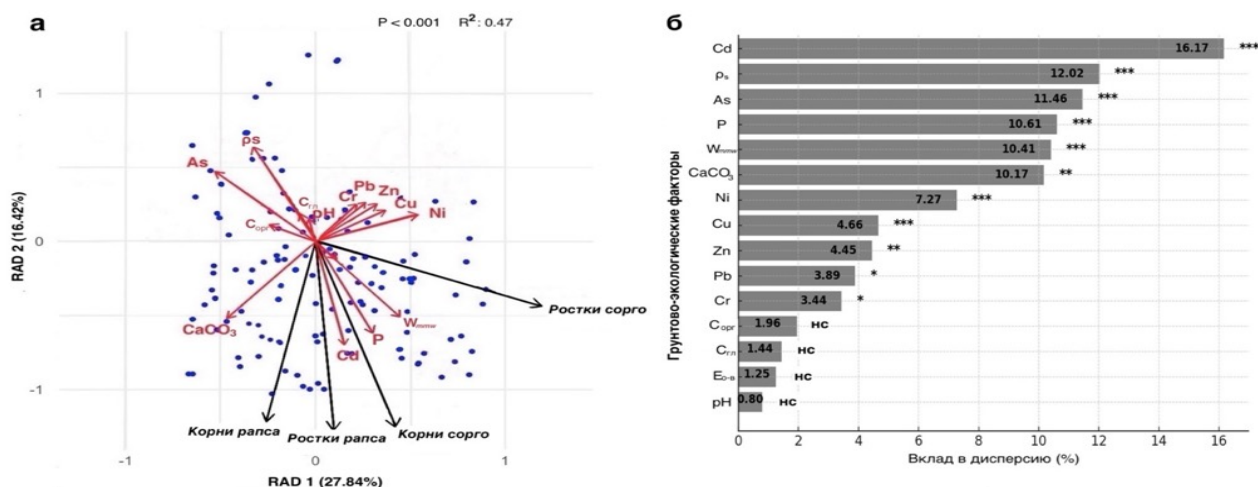 а
P < 0.001 R²: 0.47
RAD 2 (16.42%)
1
0
-1
-1
0
1
RAD 1 (27.84%)
ρs
As
Pb
Zn
Cr
Cu
Ni
Cгл
pH
Cорг
CaCO₃
Cd
P
Wmmw
Ростки сорго
Корни рапса
Ростки рапса
Корни сорго
б
Грунтово-экологические факторы
Cd 16.17 ***
ρs 12.02 ***
As 11.46 ***
P 10.61 ***
Wmmw 10.41 ***
CaCO₃ 10.17 **
Ni 7.27 ***
Cu 4.66 ***
Zn 4.45 **
Pb 3.89 *
Cr 3.44 *
Cорг 1.96 нс
Cгл 1.44 нс
Eо-в 1.25 нс
pH 0.80 нс
0 2 4 6 8 10 12 14 16
Вклад в дисперсию (%)